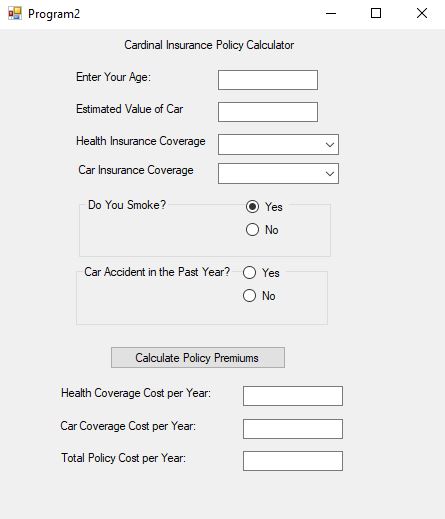 Program2
Cardinal Insurance Policy Calculator
Enter Your Age:
Estimated Value of Car
Health Insurance Coverage
Car Insurance Coverage
Do You Smoke?
Yes
No
Car Accident in the Past Year?
Yes
No
Calculate Policy Premiums
Health Coverage Cost per Year:
Car Coverage Cost per Year:
Total Policy Cost per Year: